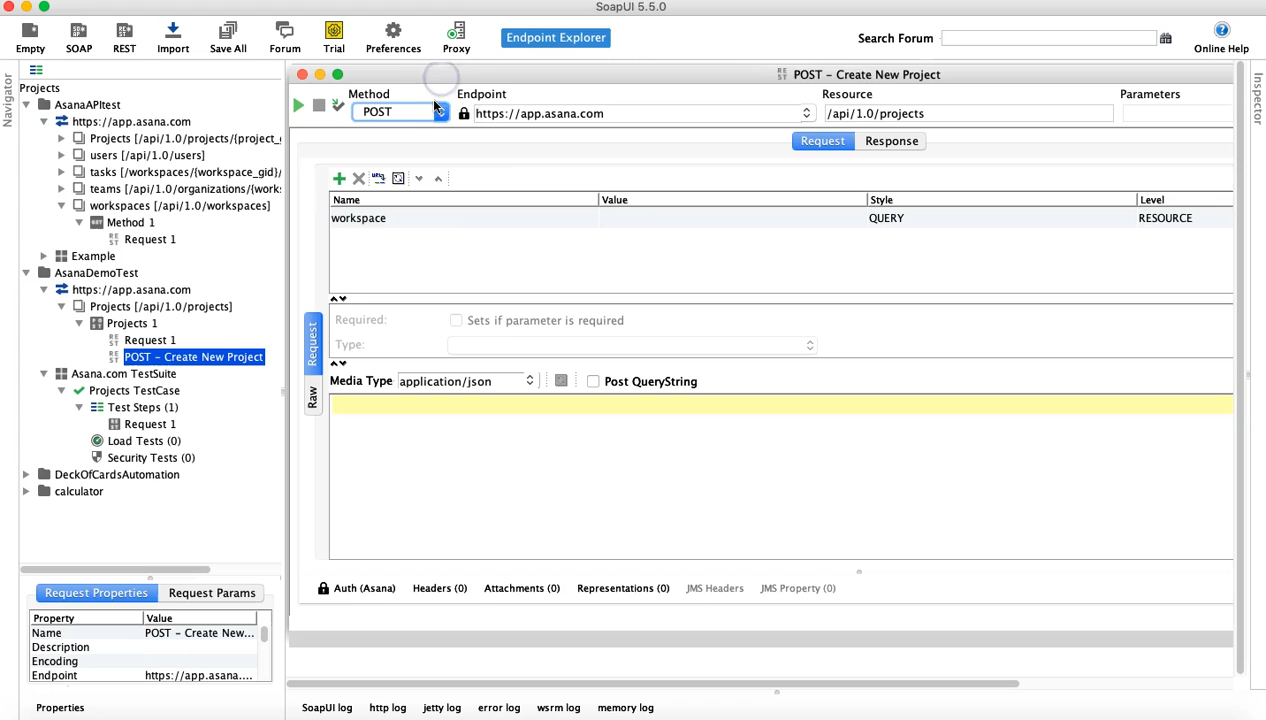 SoapUI 5.5.0
Empty SOAP REST Import Save All Forum Trial Preferences Proxy Endpoint Explorer Search Forum Online Help
Navigator
Projects
AsanaAPItest
https://app.asana.com
Projects [/api/1.0/projects/{project_g
users [/api/1.0/users]
tasks [/workspaces/{workspace_gid}/
teams [/api/1.0/organizations/{works
workspaces [/api/1.0/workspaces]
Method 1
Request 1
Example
AsanaDemoTest
https://app.asana.com
Projects [/api/1.0/projects]
Projects 1
Request 1
POST - Create New Project
Asana.com TestSuite
Projects TestCase
Test Steps (1)
Request 1
Load Tests (0)
Security Tests (0)
DeckOfCardsAutomation
calculator
Request Properties Request Params
Property Value
Name POST - Create New...
Description
Encoding
Endpoint https://app.asana....
Properties
POST - Create New Project
Method Endpoint Resource Parameters
POST https://app.asana.com /api/1.0/projects
Request Response
Name Value Style Level
workspace QUERY RESOURCE
Required: Sets if parameter is required
Type:
Media Type application/json Post QueryString
Request
Raw
Auth (Asana) Headers (0) Attachments (0) Representations (0) JMS Headers JMS Property (0)
SoapUI log http log jetty log error log wsrm log memory log
Inspector